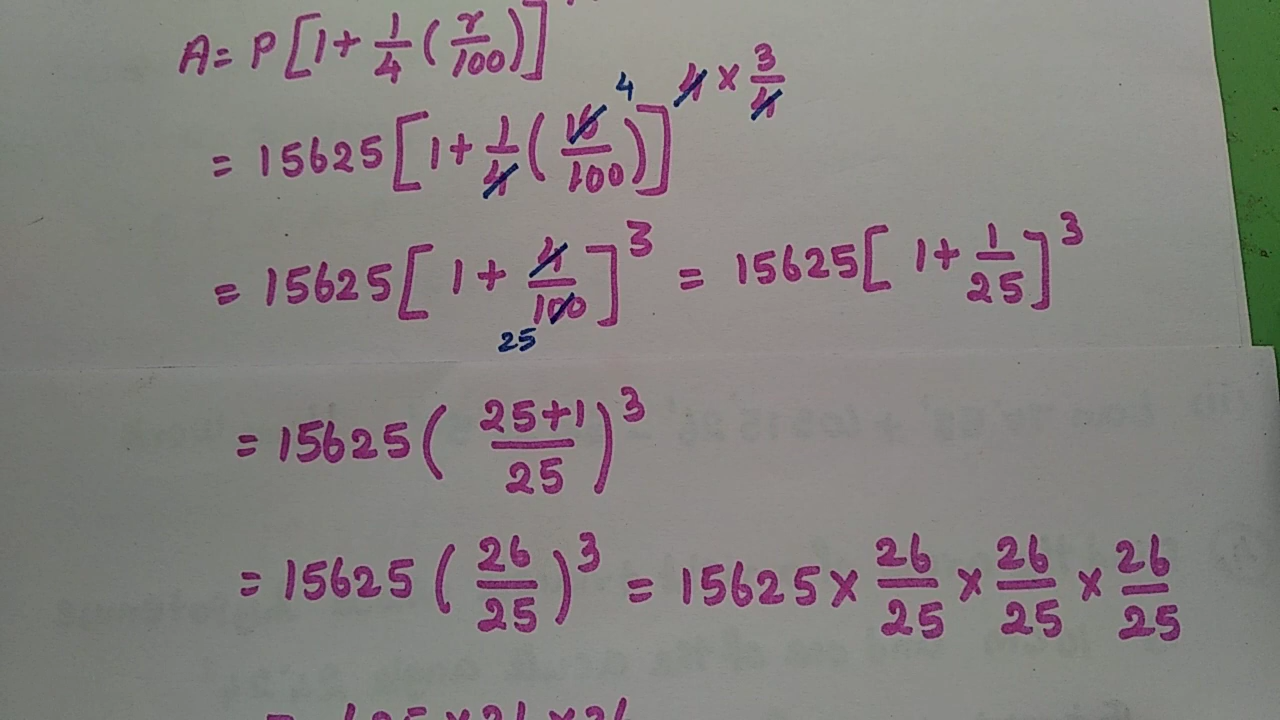 A= P[1+ 1/4 (r/100)]
= 15625[1+ 1/4 (16/100)]^4×3/4 4
= 15625[1+ 4/100]^3 = 15625[1+ 1/25]^3
25
= 15625( 25+1/25 )^3
= 15625( 26/25 )^3 = 15625× 26/25 × 26/25 × 26/25